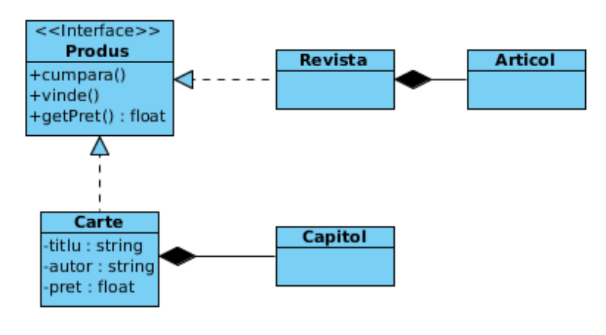 <<Interface>>
Produs
+cumpara()
+vinde()
+getPret() : float
Revista
Articol
Carte
-titlu : string
-autor : string
-pret : float
Capitol